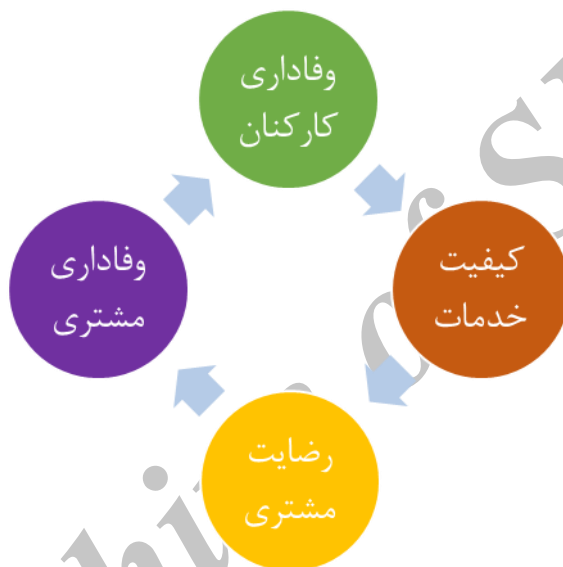 وفاداری
کارکنان
کیفیت
خدمات
رضایت
مشتری
وفاداری
مشتری